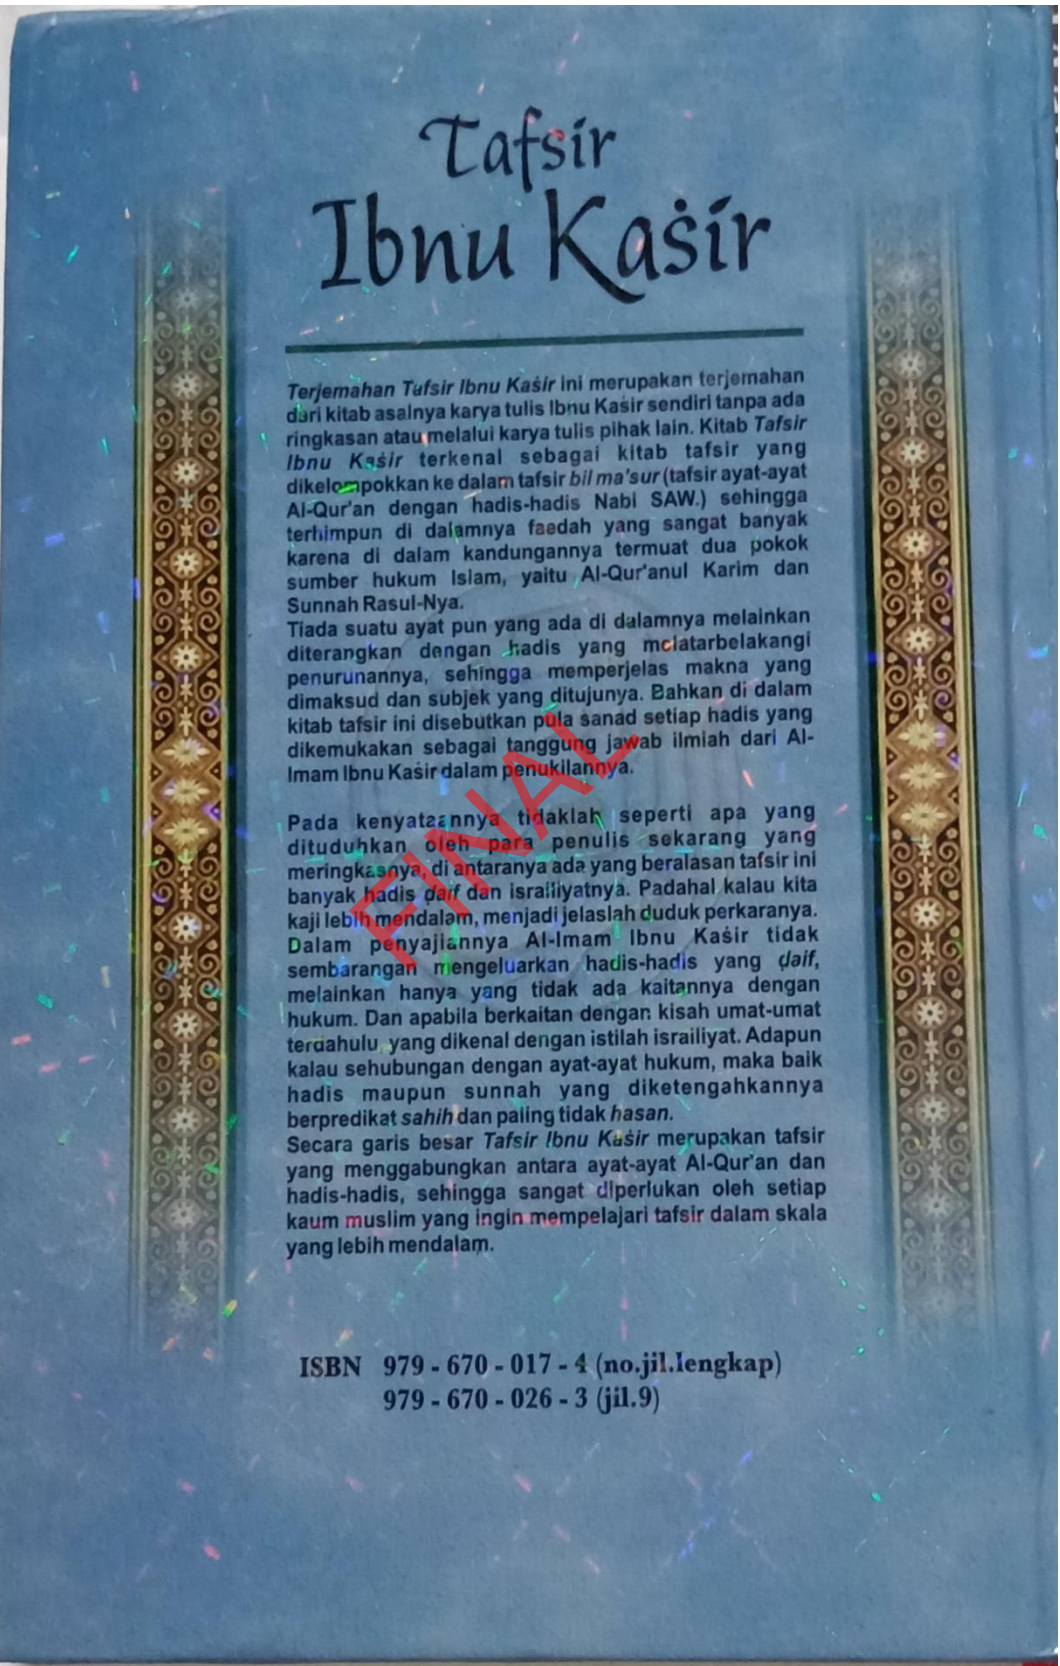 Tafsir
Ibnu Kaṡir
Terjemahan Tafsir Ibnu Kaṡir ini merupakan terjemahan
dari kitab asalnya karya tulis Ibnu Kaṡir sendiri tanpa ada
ringkasan atau melalui karya tulis pihak lain. Kitab Tafsir
Ibnu Kaṡir terkenal sebagai kitab tafsir yang
dikelompokkan ke dalam tafsir bil ma'sur (tafsir ayat-ayat
Al-Qur'an dengan hadis-hadis Nabi SAW.) sehingga
terhimpun di dalamnya faedah yang sangat banyak
karena di dalam kandungannya termuat dua pokok
sumber hukum Islam, yaitu Al-Qur'anul Karim dan
Sunnah Rasul-Nya.
Tiada suatu ayat pun yang ada di dalamnya melainkan
diterangkan dengan hadis yang melatarbelakangi
penurunannya, sehingga memperjelas makna yang
dimaksud dan subjek yang ditujunya. Bahkan di dalam
kitab tafsir ini disebutkan pula sanad setiap hadis yang
dikemukakan sebagai tanggung jawab ilmiah dari Al-
Imam Ibnu Kaṡir dalam penukilannya.
Pada kenyataannya tidaklah seperti apa yang
dituduhkan oleh para penulis sekarang yang
meringkasnya, di antaranya ada yang beralasan tafsir ini
banyak hadis ḍaif dan israiliyatnya. Padahal kalau kita
kaji lebih mendalam, menjadi jelaslah duduk perkaranya.
Dalam penyajiannya Al-Imam Ibnu Kaṡir tidak
sembarangan mengeluarkan hadis-hadis yang ḍaif,
melainkan hanya yang tidak ada kaitannya dengan
hukum. Dan apabila berkaitan dengan kisah umat-umat
terdahulu, yang dikenal dengan istilah israiliyat. Adapun
kalau sehubungan dengan ayat-ayat hukum, maka baik
hadis maupun sunnah yang diketengahkannya
berpredikat sahih dan paling tidak hasan.
Secara garis besar Tafsir Ibnu Kaṡir merupakan tafsir
yang menggabungkan antara ayat-ayat Al-Qur'an dan
hadis-hadis, sehingga sangat diperlukan oleh setiap
kaum muslim yang ingin mempelajari tafsir dalam skala
yang lebih mendalam.
FINAL
ISBN 979 - 670 - 017 - 4 (no.jil.lengkap)
979 - 670 - 026 - 3 (jil.9)